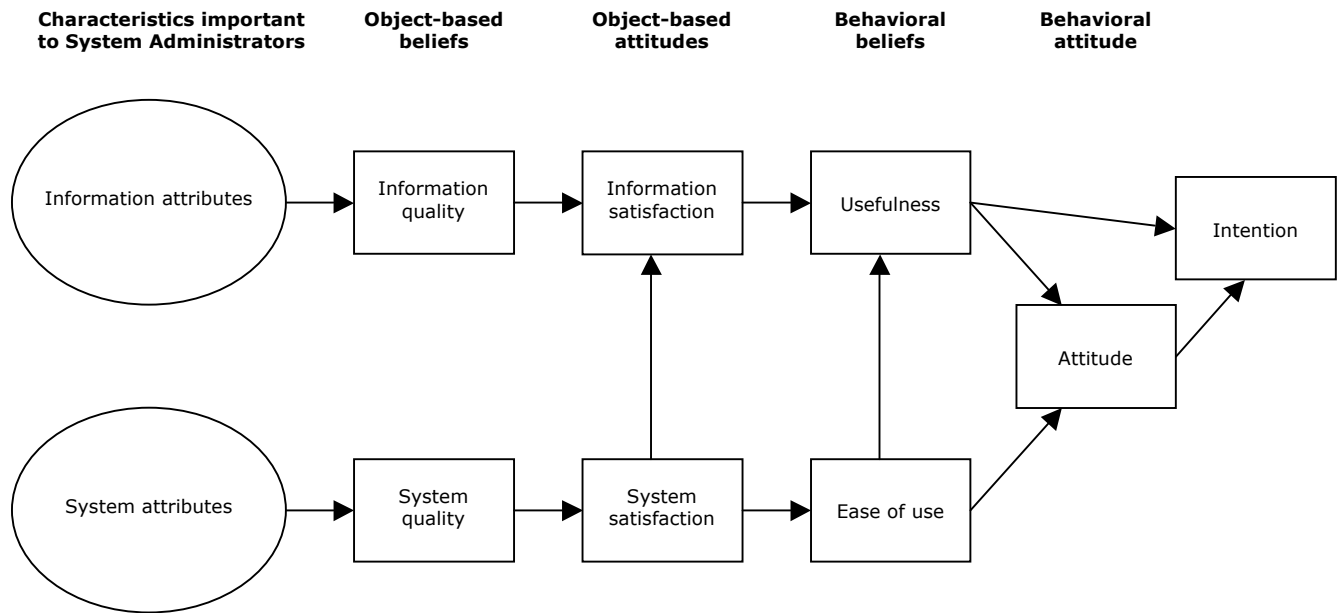 Characteristics important
to System Administrators
Object-based
beliefs
Object-based
attitudes
Behavioral
beliefs
Behavioral
attitude
Information attributes
Information
quality
Information
satisfaction
Usefulness
Intention
Attitude
System attributes
System
quality
System
satisfaction
Ease of use